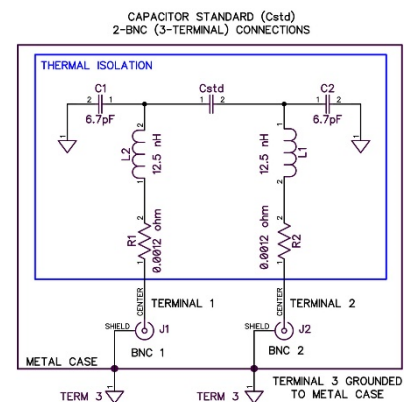 CAPACITOR STANDARD (Cstd)
2-BNC (3-TERMINAL) CONNECTIONS
THERMAL ISOLATION
C1 Cstd C2
2 1 1 2 1 2
6.7pF 6.7pF
1 1
2 2
L2 12.5 nH 12.5 nH L1
1 1
2 2
R1 0.0012 ohm 0.0012 ohm R2
1 1
CENTER TERMINAL 1 CENTER TERMINAL 2
SHIELD J1 SHIELD J2
BNC 1 BNC 2
METAL CASE
1 1 TERMINAL 3 GROUNDED
TERM 3 TERM 3 TO METAL CASE